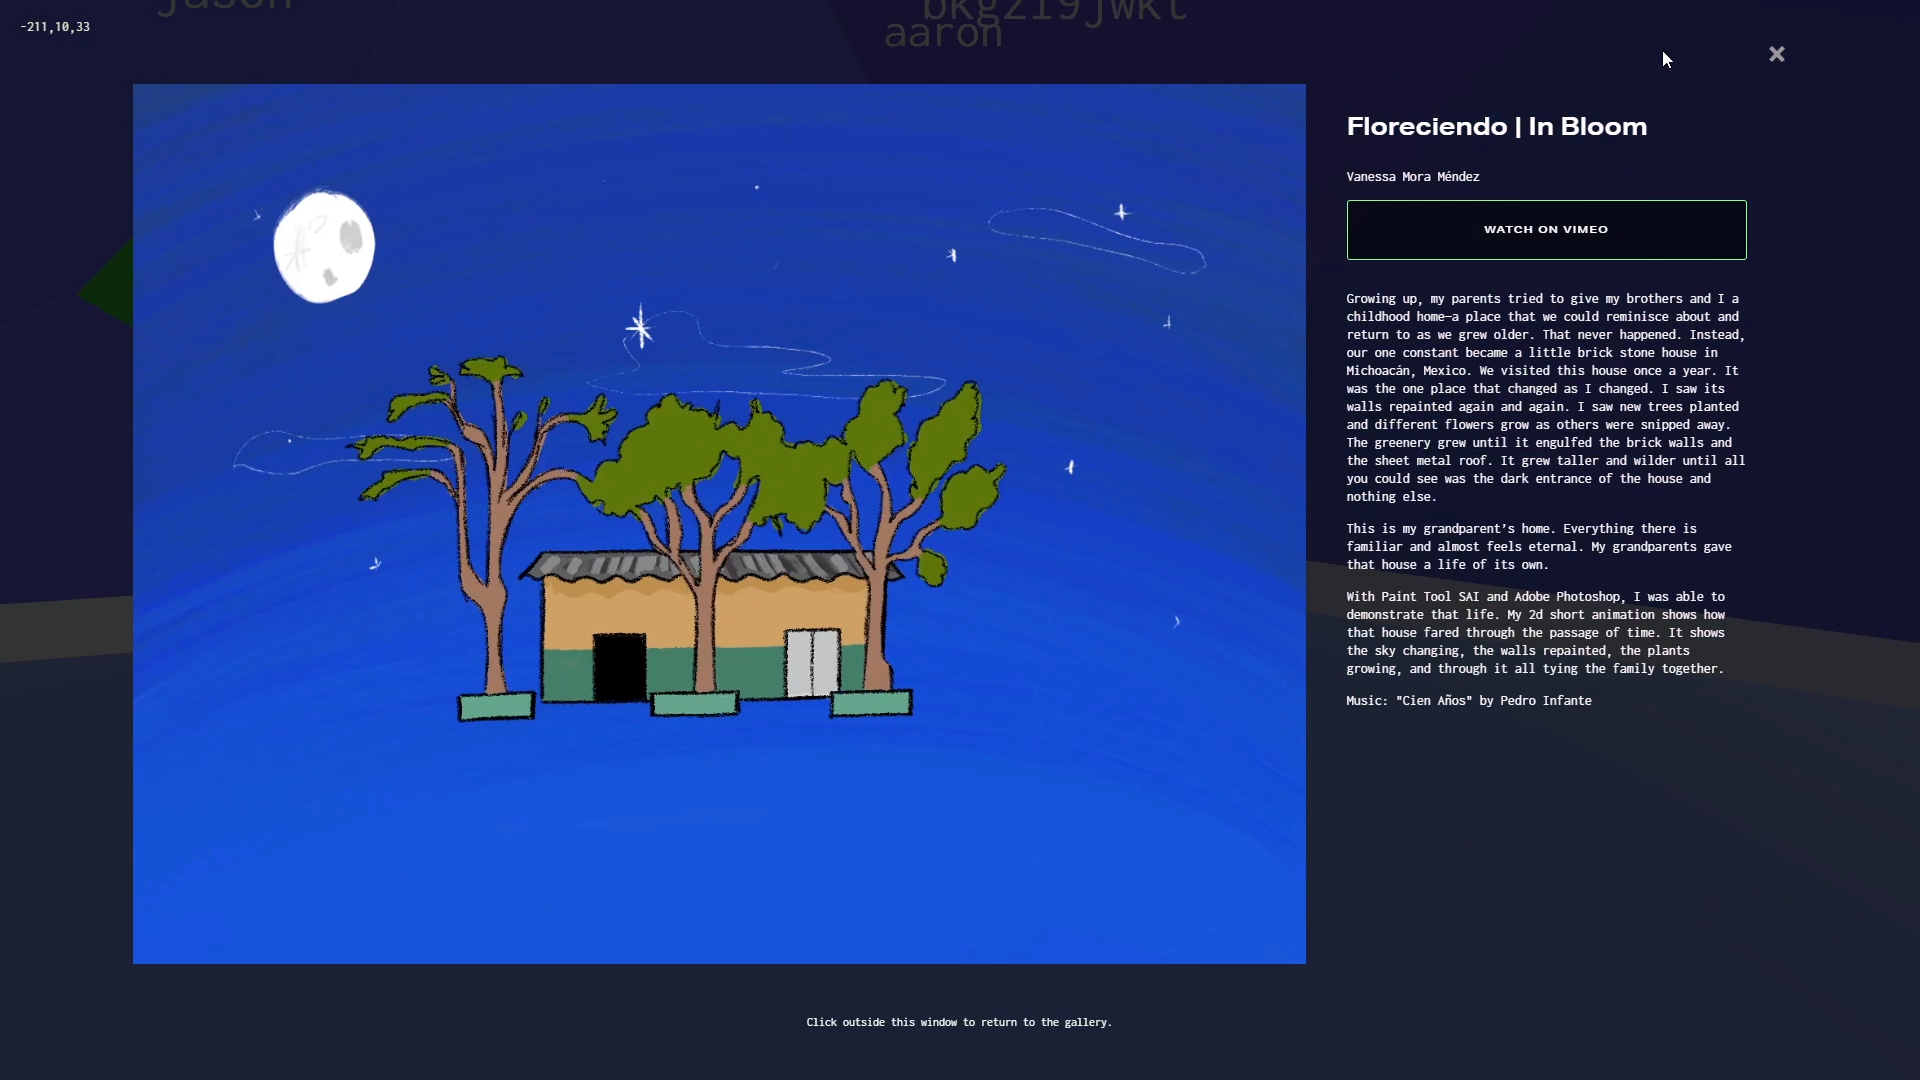 jason
bkgz19jwkt
aaron
-211,10,33
Floreciendo | In Bloom
Vanessa Mora Méndez
WATCH ON VIMEO
Growing up, my parents tried to give my brothers and I a
childhood home—a place that we could reminisce about and
return to as we grew older. That never happened. Instead,
our one constant became a little brick stone house in
Michoacán, Mexico. We visited this house once a year. It
was the one place that changed as I changed. I saw its
walls repainted again and again. I saw new trees planted
and different flowers grow as others were snipped away.
The greenery grew until it engulfed the brick walls and
the sheet metal roof. It grew taller and wilder until all
you could see was the dark entrance of the house and
nothing else.
This is my grandparent’s home. Everything there is
familiar and almost feels eternal. My grandparents gave
that house a life of its own.
With Paint Tool SAI and Adobe Photoshop, I was able to
demonstrate that life. My 2d short animation shows how
that house fared through the passage of time. It shows
the sky changing, the walls repainted, the plants
growing, and through it all tying the family together.
Music: "Cien Años" by Pedro Infante
Click outside this window to return to the gallery.